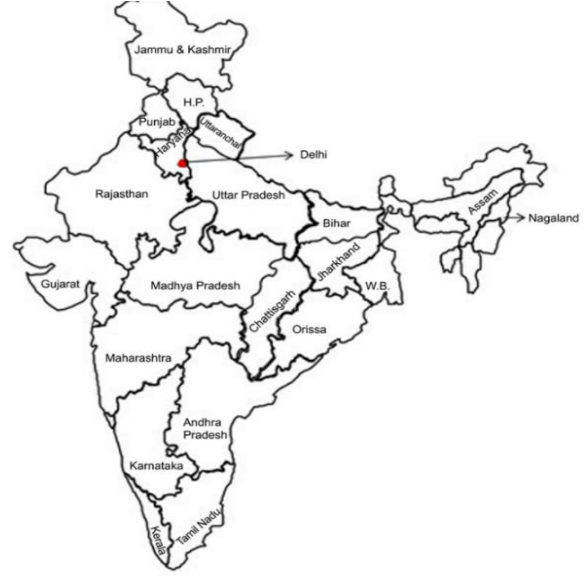 Jammu & Kashmir
H.P.
Punjab
Haryana
Uttaranchal
Delhi
Rajasthan
Uttar Pradesh
Bihar
Assam
Nagaland
Gujarat
Madhya Pradesh
Jharkhand
W.B.
Chattisgarh
Orissa
Maharashtra
Andhra
Pradesh
Karnataka
Kerala
Tamil Nadu